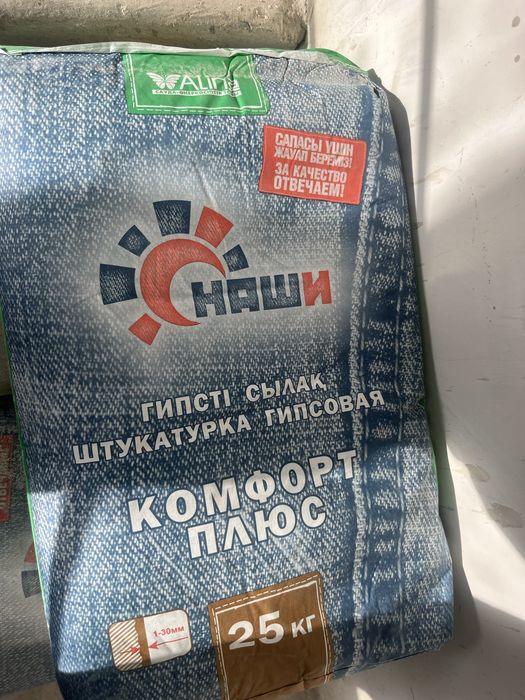 ALINA
САПАСЫ ҮШІН
ЖАУАП БЕРЕМІЗ!
ЗА КАЧЕСТВО
ОТВЕЧАЕМ!
НАШИ
ГИПСТІ СЫЛАҚ
ШТУКАТУРКА ГИПСОВАЯ
КОМФОРТ
ПЛЮС
1-30мм
25 КГ